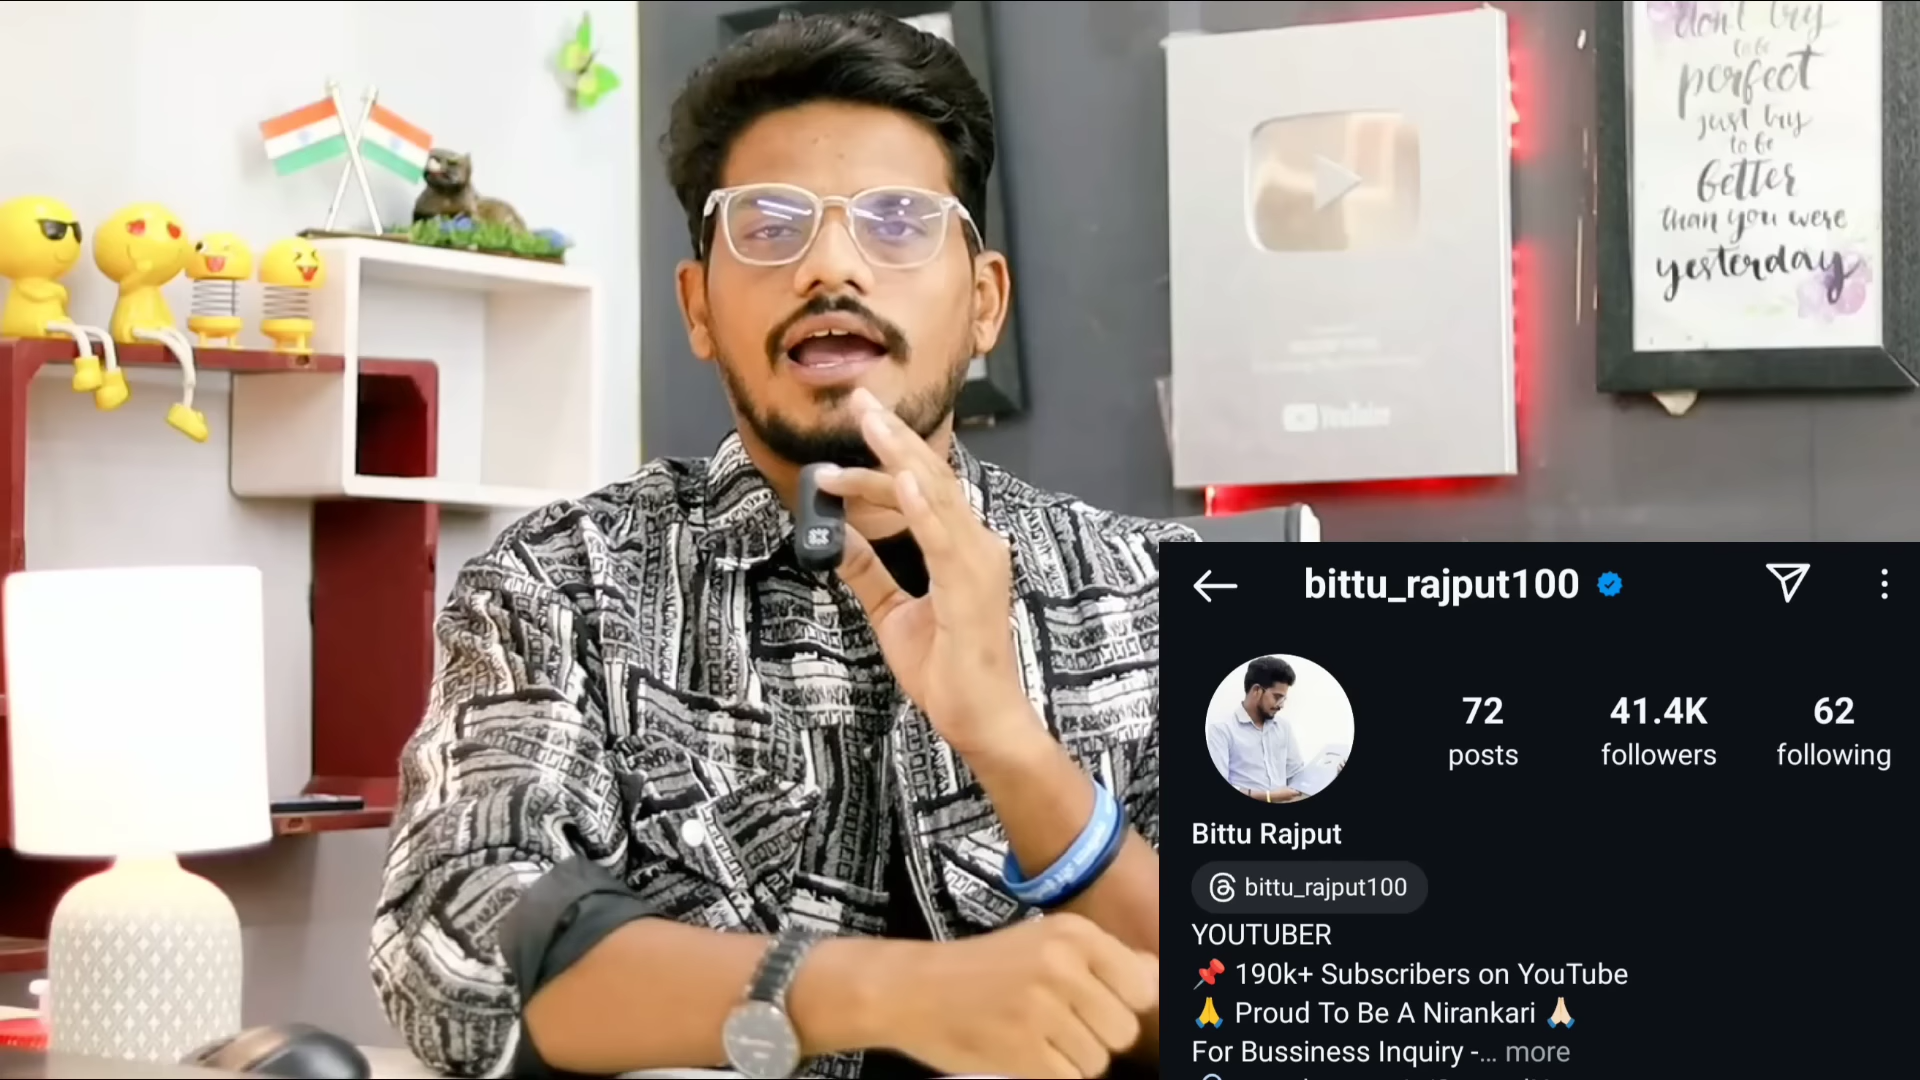 don't try
to be
perfect
just try
to be
better
than you were
yesterday
YouTube
bittu_rajput100
72
posts
41.4K
followers
62
following
Bittu Rajput
bittu_rajput100
YOUTUBER
📌 190k+ Subscribers on YouTube
🙏 Proud To Be A Nirankari 🙏🏻
For Bussiness Inquiry -... more